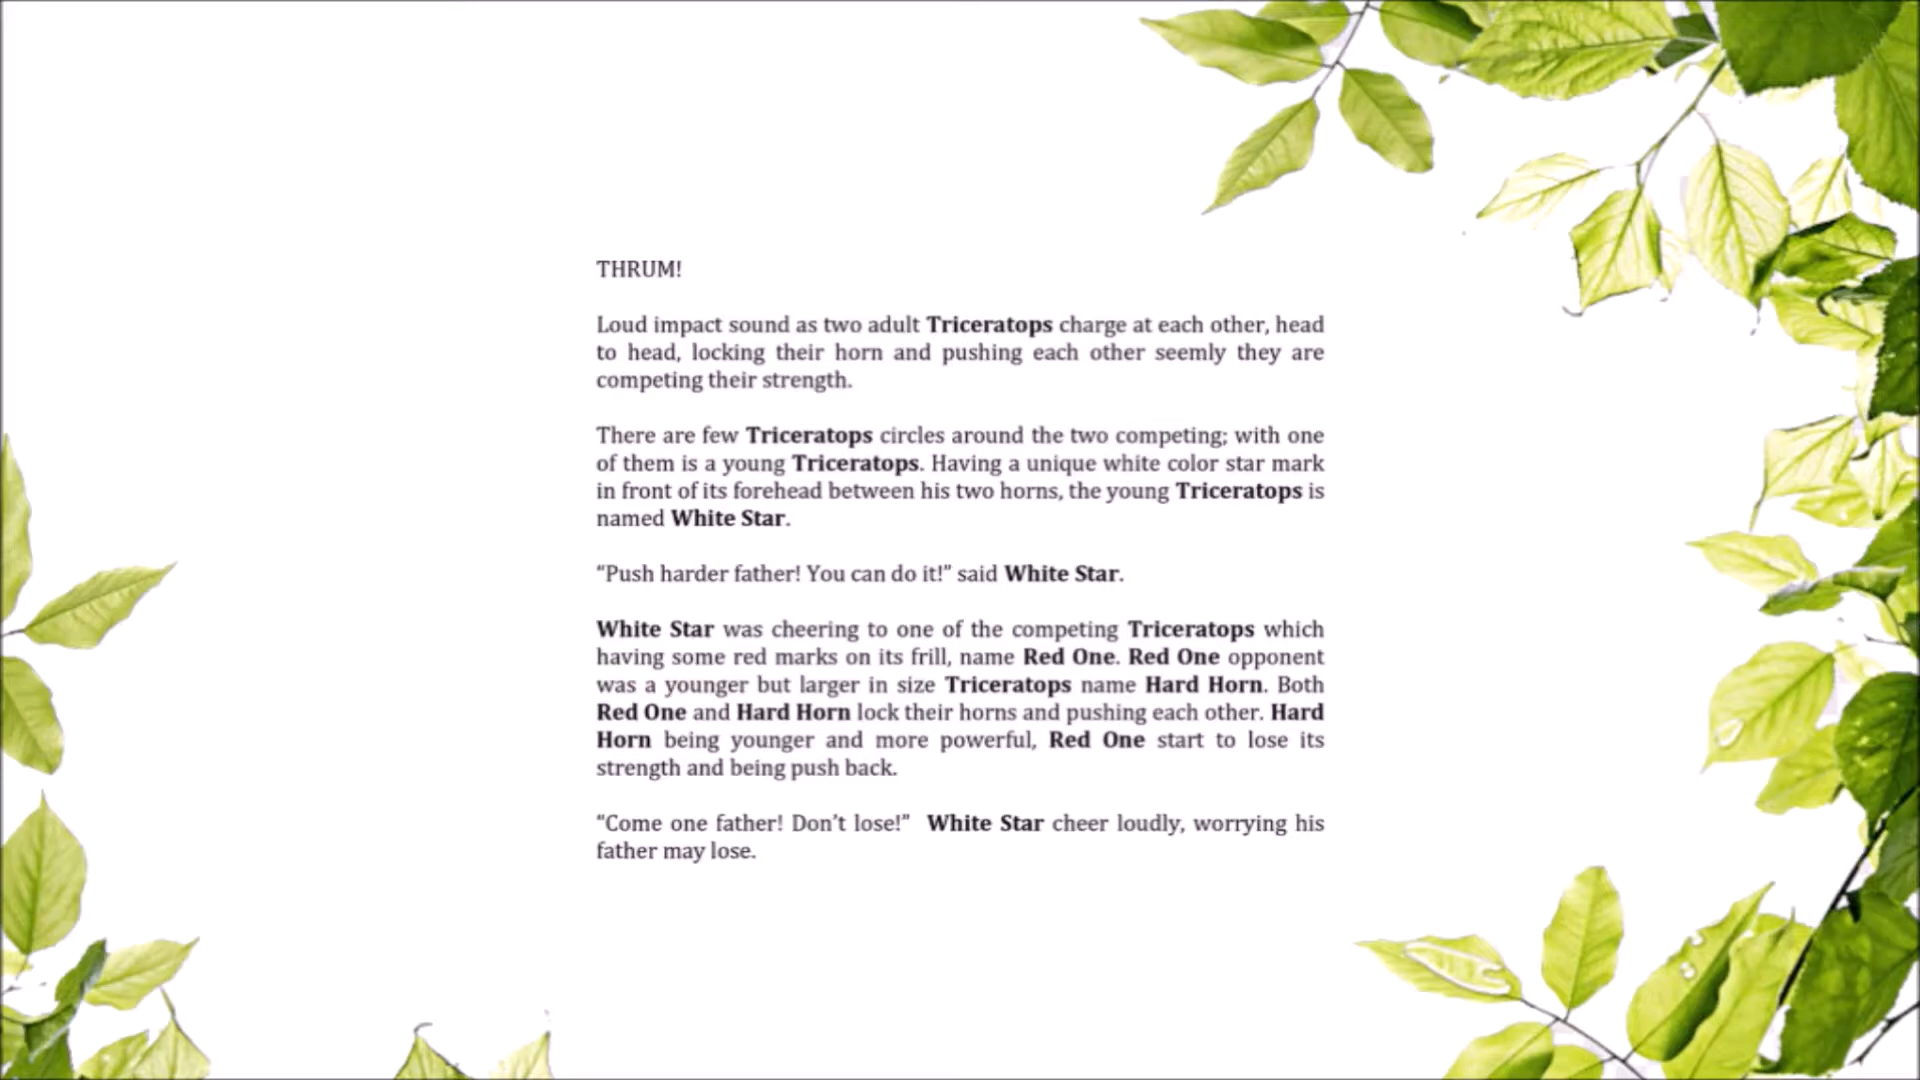 THRUM!
Loud impact sound as two adult Triceratops charge at each other, head
to head, locking their horn and pushing each other seemly they are
competing their strength.
There are few Triceratops circles around the two competing; with one
of them is a young Triceratops. Having a unique white color star mark
in front of its forehead between his two horns, the young Triceratops is
named White Star.
“Push harder father! You can do it!” said White Star.
White Star was cheering to one of the competing Triceratops which
having some red marks on its frill, name Red One. Red One opponent
was a younger but larger in size Triceratops name Hard Horn. Both
Red One and Hard Horn lock their horns and pushing each other. Hard
Horn being younger and more powerful, Red One start to lose its
strength and being push back.
“Come one father! Don’t lose!” White Star cheer loudly, worrying his
father may lose.